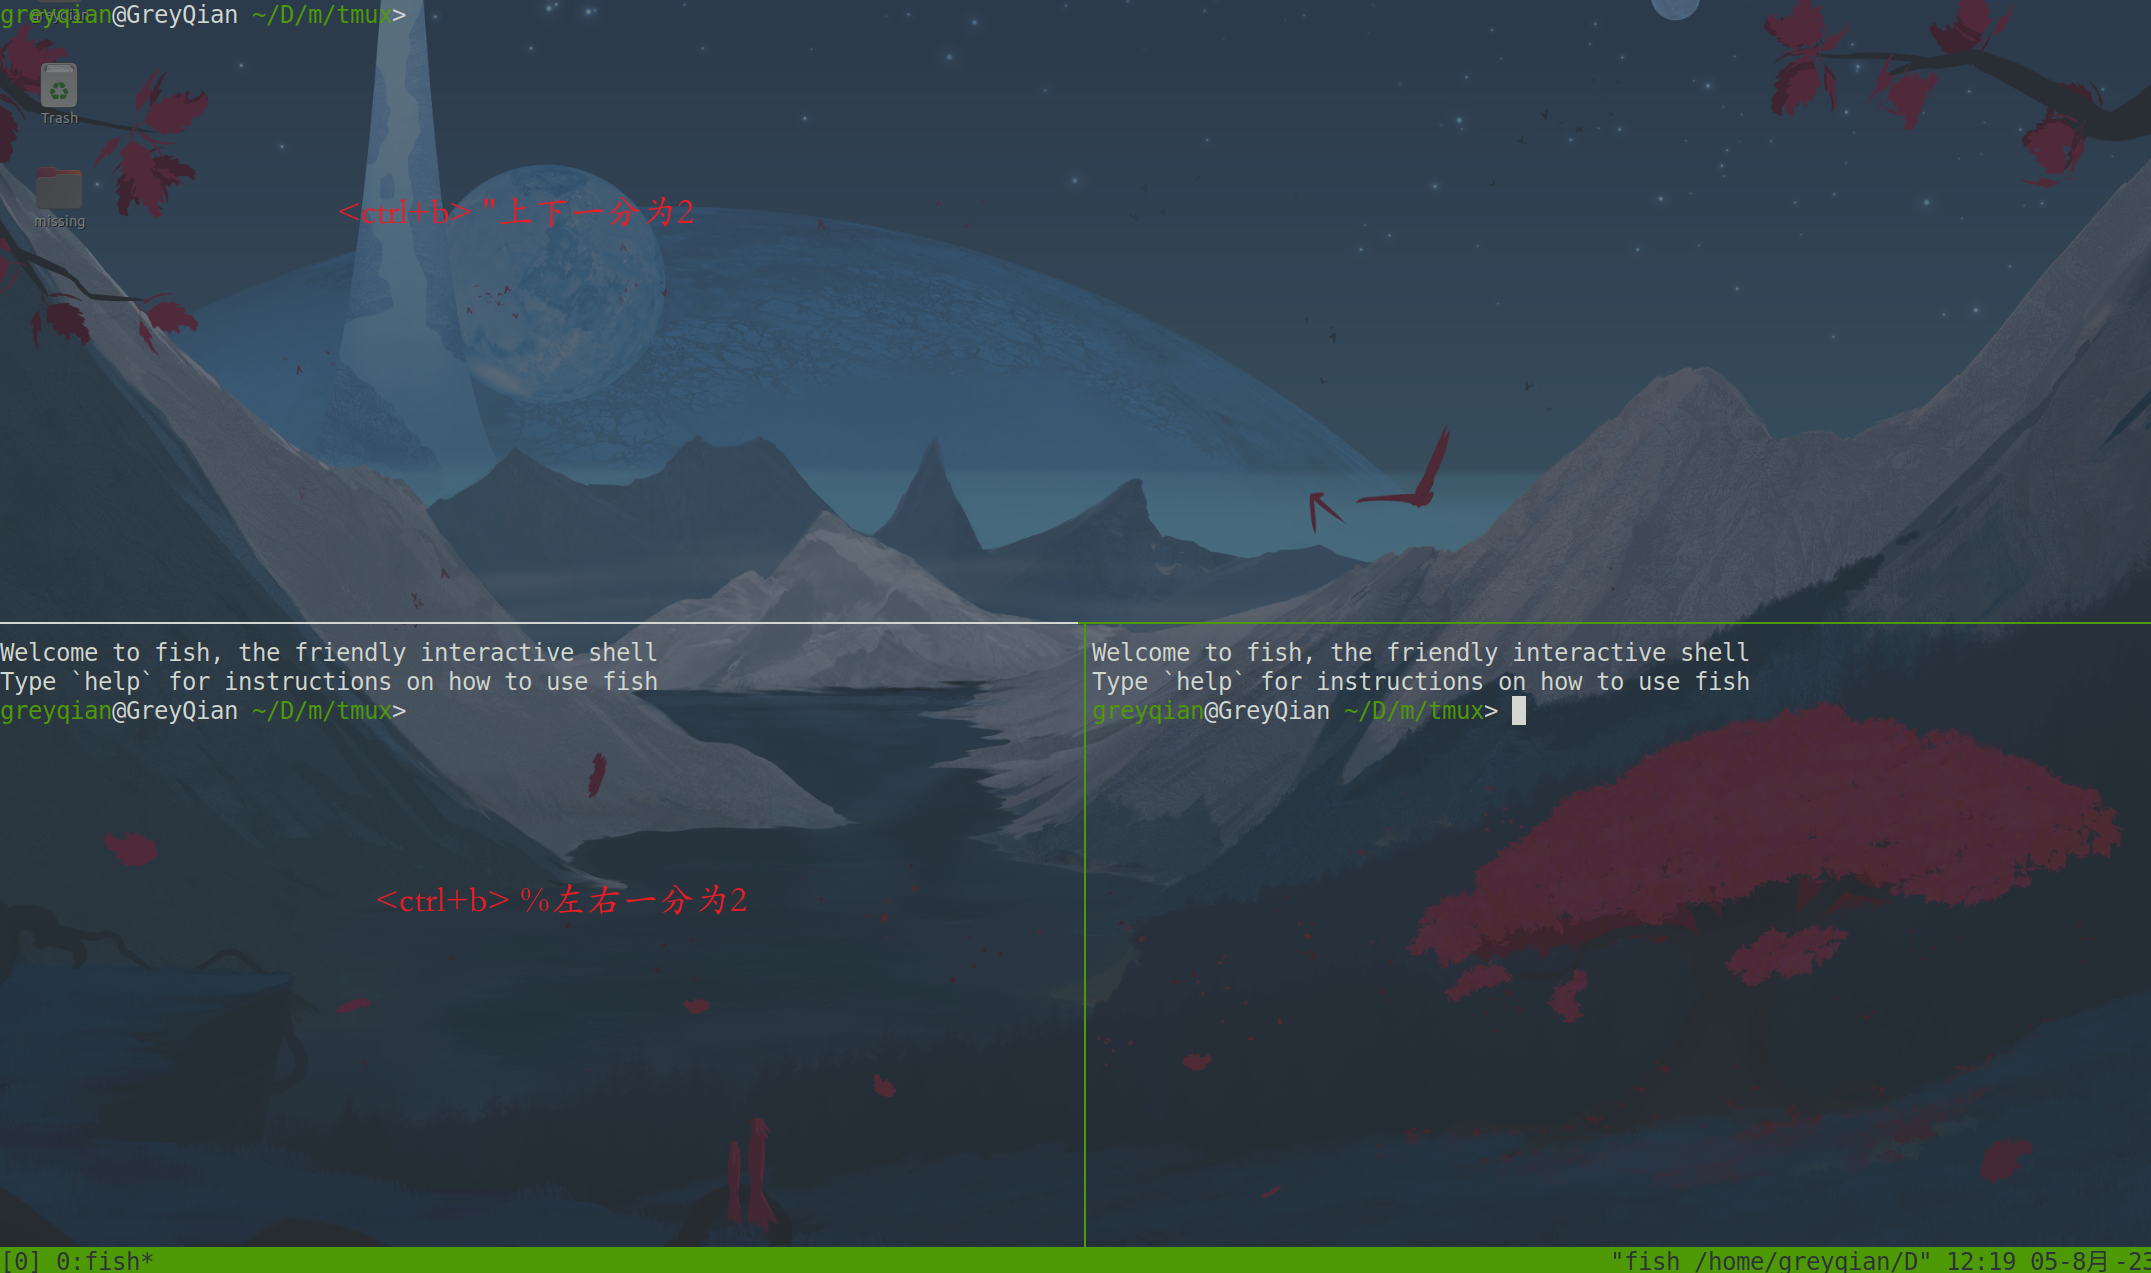 greyqian@GreyQian ~/D/m/tmux>
Trash
missing
<ctrl+b> "上下一分为2
Welcome to fish, the friendly interactive shell
Type `help` for instructions on how to use fish
greyqian@GreyQian ~/D/m/tmux>
Welcome to fish, the friendly interactive shell
Type `help` for instructions on how to use fish
greyqian@GreyQian ~/D/m/tmux>
<ctrl+b> %左右一分为2
[0] 0:fish*
"fish /home/greyqian/D" 12:19 05-8月-23